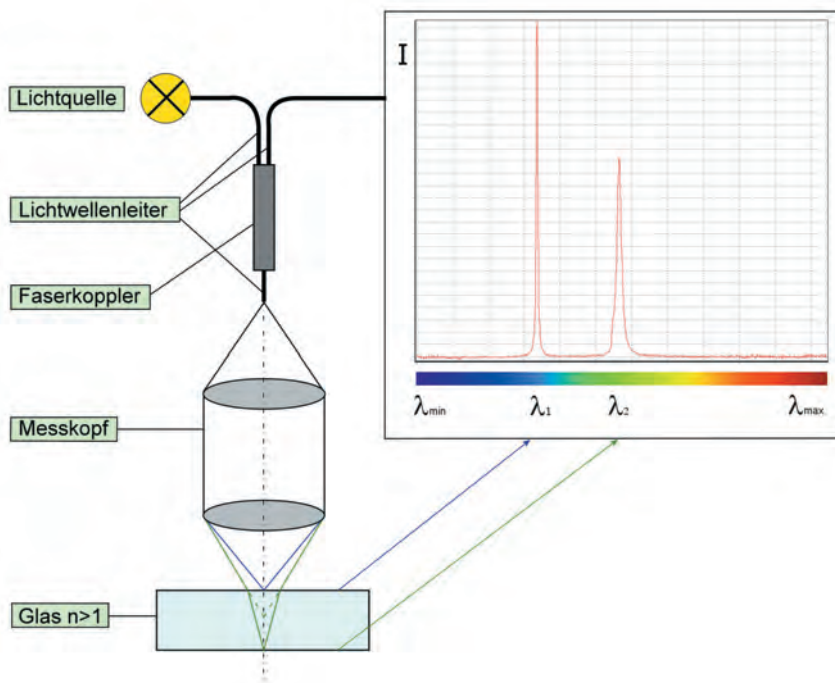 I
Lichtquelle
Lichtwellenleiter
Faserkoppler
λmin λ1 λ2 λmax.
Messkopf
Glas n>1